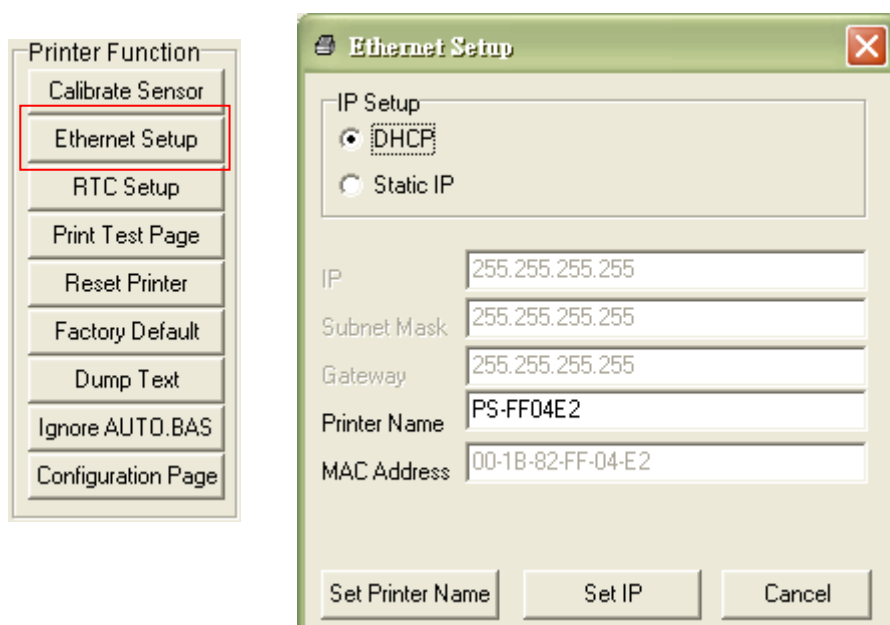 Printer Function
Calibrate Sensor
Ethernet Setup
RTC Setup
Print Test Page
Reset Printer
Factory Default
Dump Text
Ignore AUTO.BAS
Configuration Page
Ethernet Setup
IP Setup
DHCP
Static IP
IP 255.255.255.255
Subnet Mask 255.255.255.255
Gateway 255.255.255.255
Printer Name PS-FF04E2
MAC Address 00-1B-82-FF-04-E2
Set Printer Name Set IP Cancel